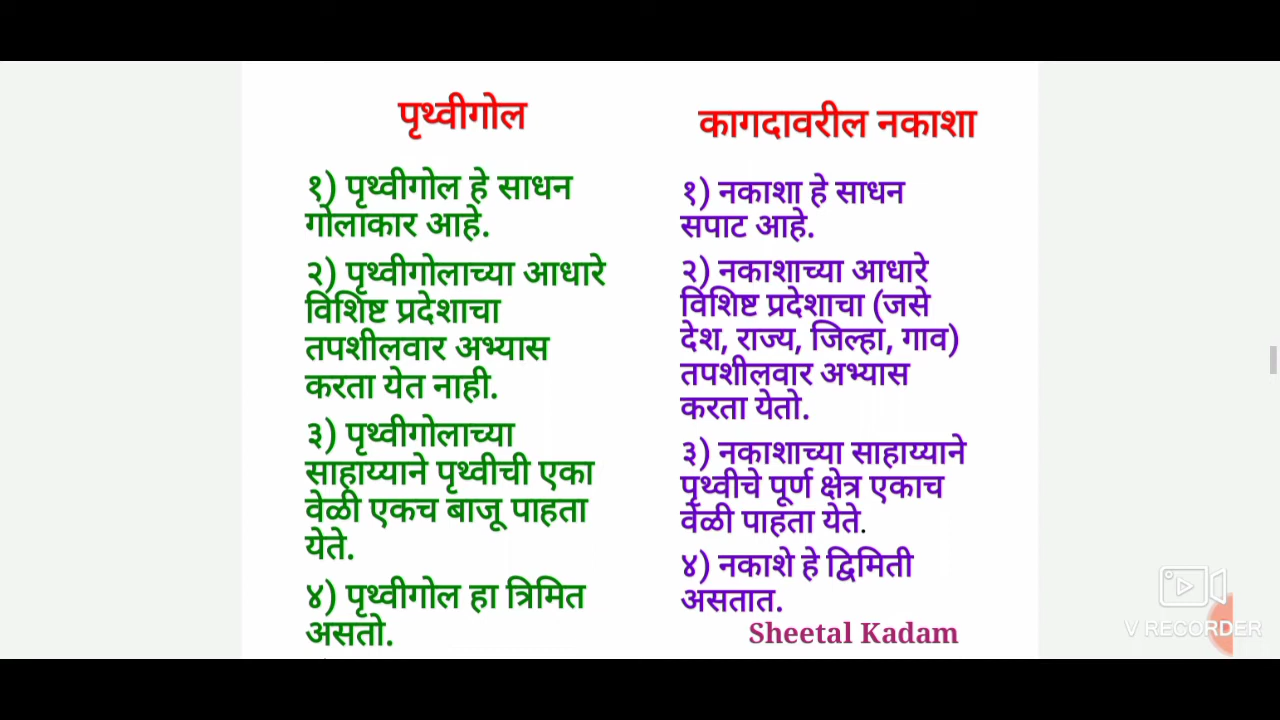 पृथ्वीगोल
१) पृथ्वीगोल हे साधन
गोलाकार आहे.
२) पृथ्वीगोलाच्या आधारे
विशिष्ट प्रदेशाचा
तपशीलवार अभ्यास
करता येत नाही.
३) पृथ्वीगोलाच्या
साहाय्याने पृथ्वीची एका
वेळी एकच बाजू पाहता
येते.
४) पृथ्वीगोल हा त्रिमित
असतो.
कागदावरील नकाशा
१) नकाशा हे साधन
सपाट आहे.
२) नकाशाच्या आधारे
विशिष्ट प्रदेशाचा (जसे
देश, राज्य, जिल्हा, गाव)
तपशीलवार अभ्यास
करता येतो.
३) नकाशाच्या साहाय्याने
पृथ्वीचे पूर्ण क्षेत्र एकाच
वेळी पाहता येते.
४) नकाशे हे द्विमिती
असतात.
Sheetal Kadam
V RECORDER